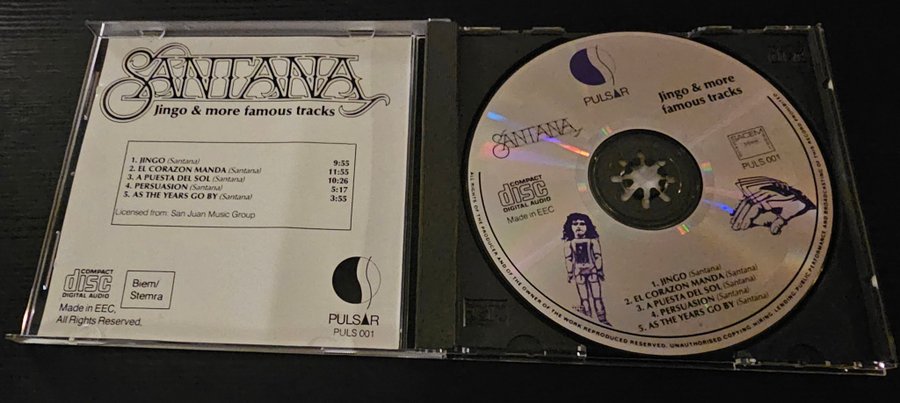 SANTANA
Jingo & more famous tracks
1. JINGO (Santana) 9:55
2. EL CORAZON MANDA (Santana) 11:55
3. A PUESTA DEL SOL (Santana) 10:26
4. PERSUASION (Santana) 5:17
5. AS THE YEARS GO BY (Santana) 3:55
Licensed from: San Juan Music Group
COMPACT
disc
DIGITAL AUDIO
Biem/
Stemra
Made in EEC,
All Rights Reserved,
PULSAR
PULS 001
PULSAR
Jingo & more
famous tracks
SANTANA
SACEM
PULS 001
COMPACT
disc
DIGITAL AUDIO
Made in EEC
1. JINGO (Santana)
2. EL CORAZON MANDA (Santana)
3. A PUESTA DEL SOL (Santana)
4. PERSUASION (Santana)
5. AS THE YEARS GO BY (Santana)
ALL RIGHTS OF THE PRODUCER AND OF THE OWNER OF THE WORK REPRODUCED RESERVED. UNAUTHORISED COPYING HIRING LENDING PUBLIC PERFORMANCE AND BROADCASTING OF THIS RECORD PROHIBITED